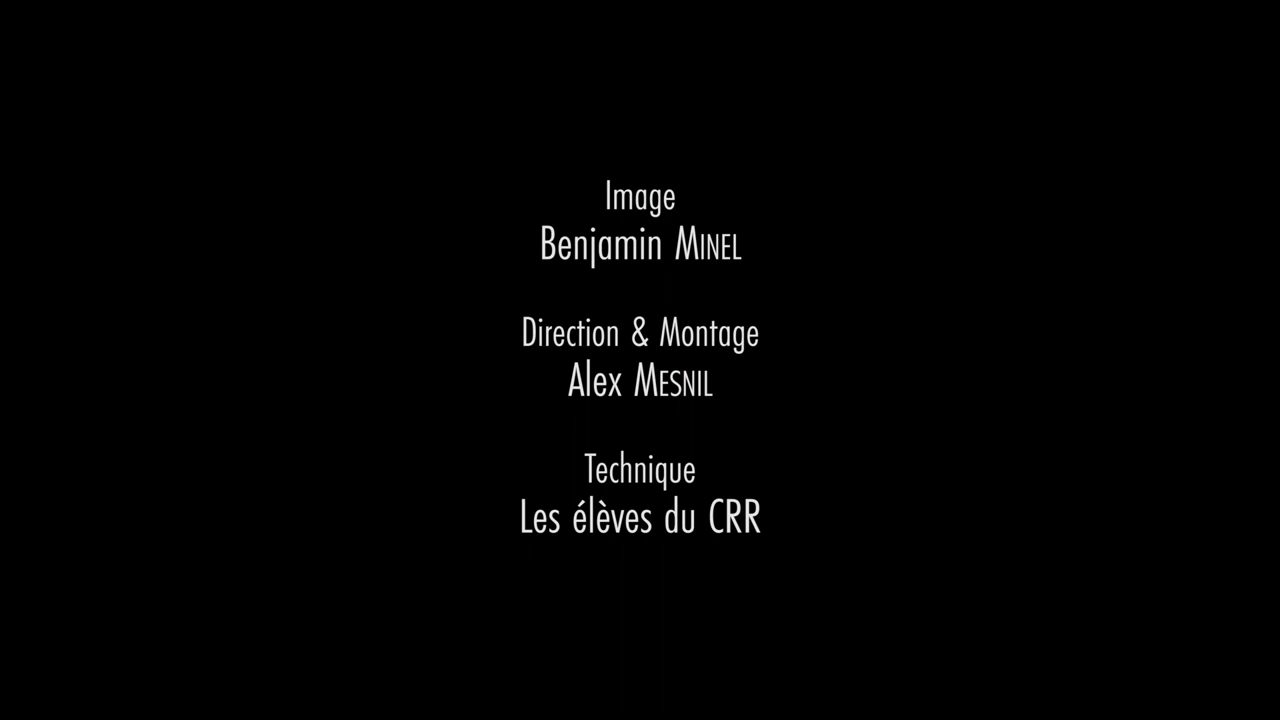 Image
Benjamin MINEL
Direction & Montage
Alex MESNIL
Technique
Les élèves du CRR